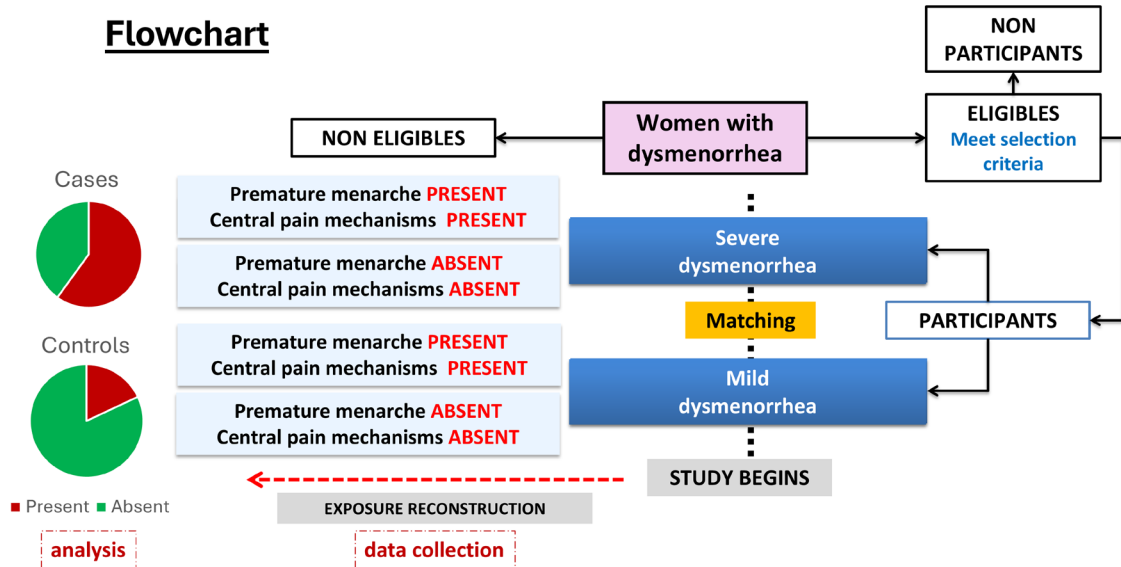 Flowchart
NON
PARTICIPANTS
NON ELIGIBLES
Women with
dysmenorrhea
ELIGIBLES
Meet selection
criteria
Cases
Premature menarche PRESENT
Central pain mechanisms PRESENT
Premature menarche ABSENT
Central pain mechanisms ABSENT
Severe
dysmenorrhea
Matching
PARTICIPANTS
Controls
Premature menarche PRESENT
Central pain mechanisms PRESENT
Premature menarche ABSENT
Central pain mechanisms ABSENT
Mild
dysmenorrhea
STUDY BEGINS
Present Absent
EXPOSURE RECONSTRUCTION
analysis
data collection